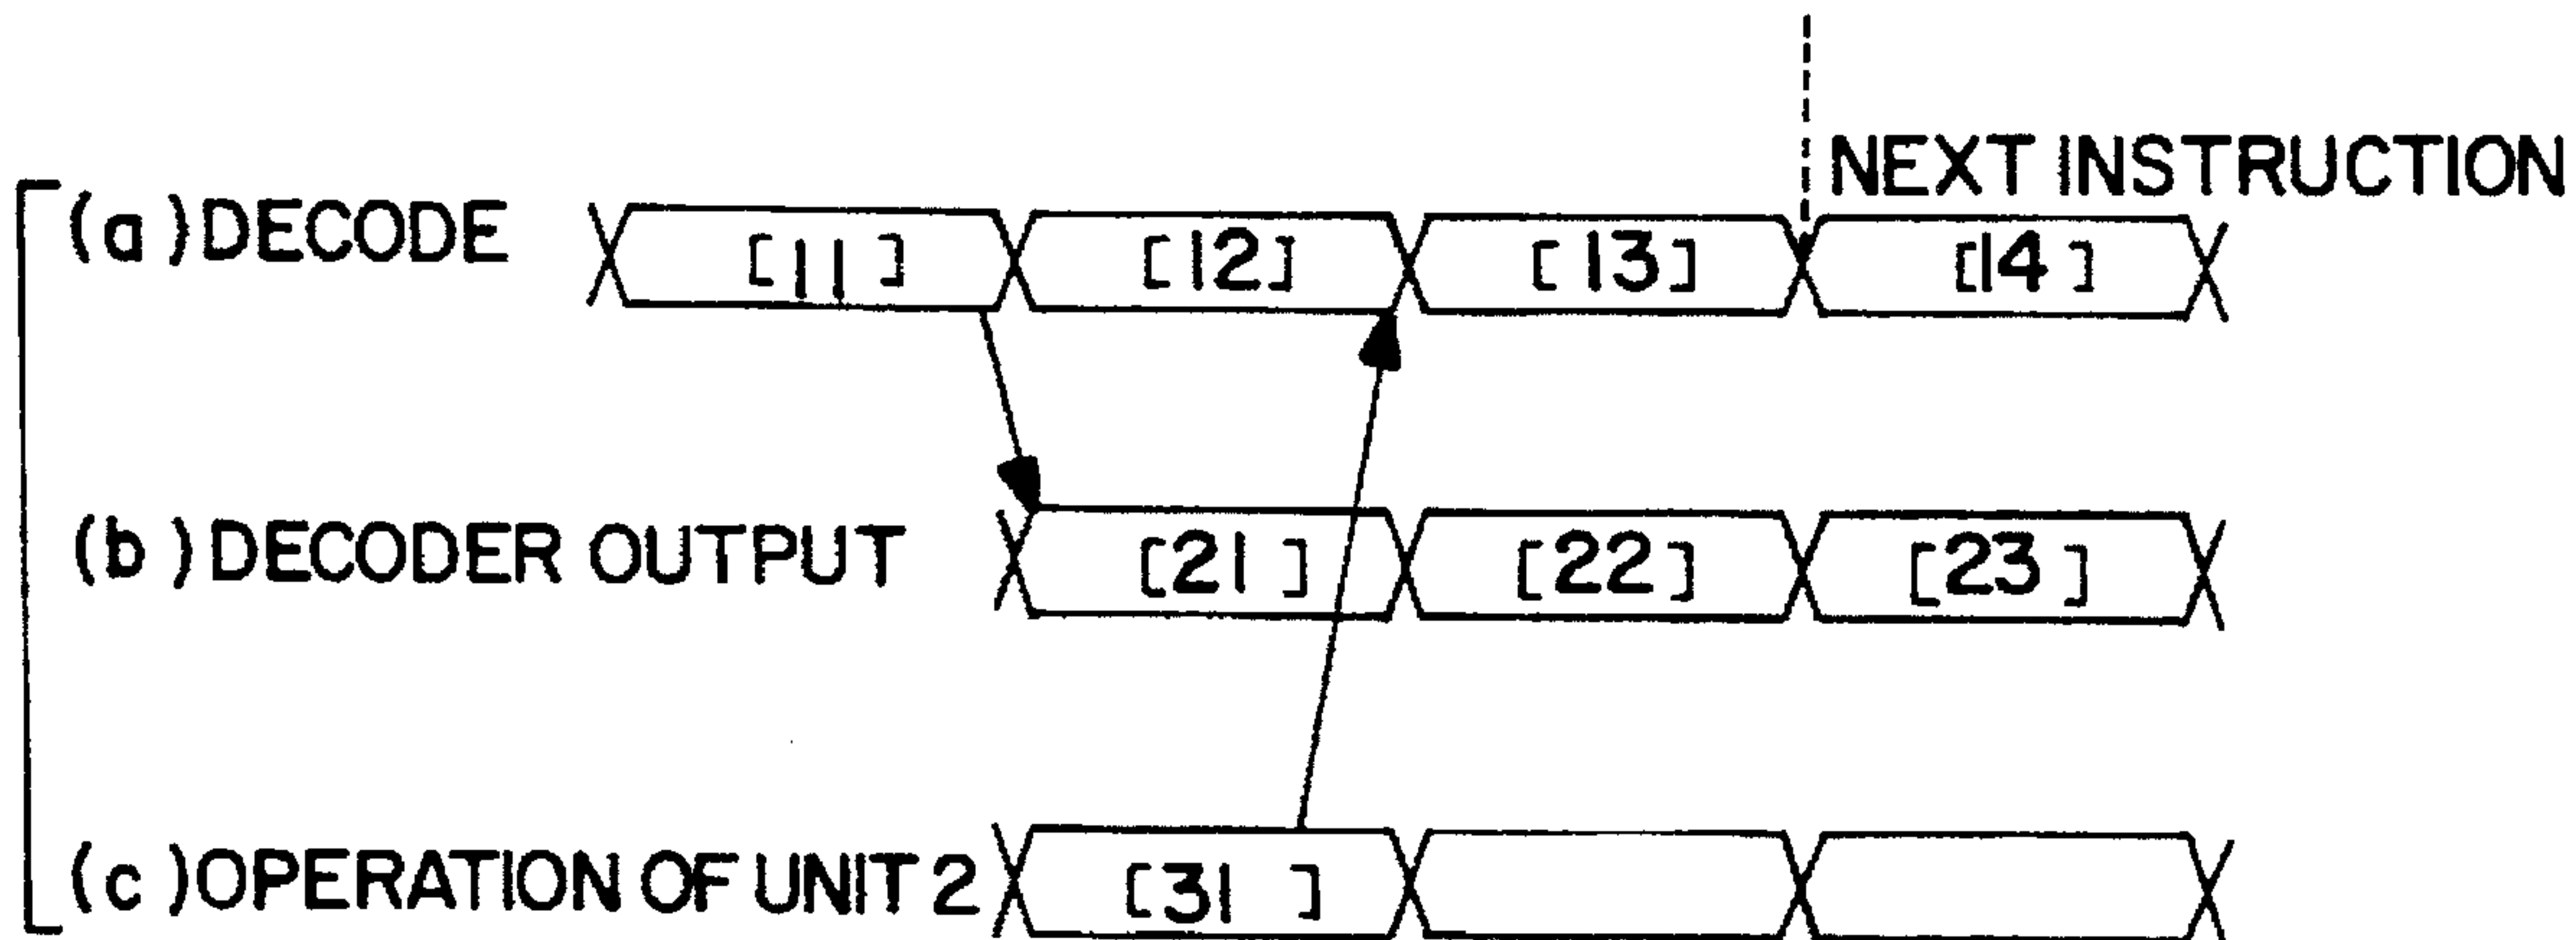 NEXT INSTRUCTION
(a) DECODE [11] [12] [13] [14]
(b) DECODER OUTPUT [21] [22] [23]
(c) OPERATION OF UNIT 2 [31]